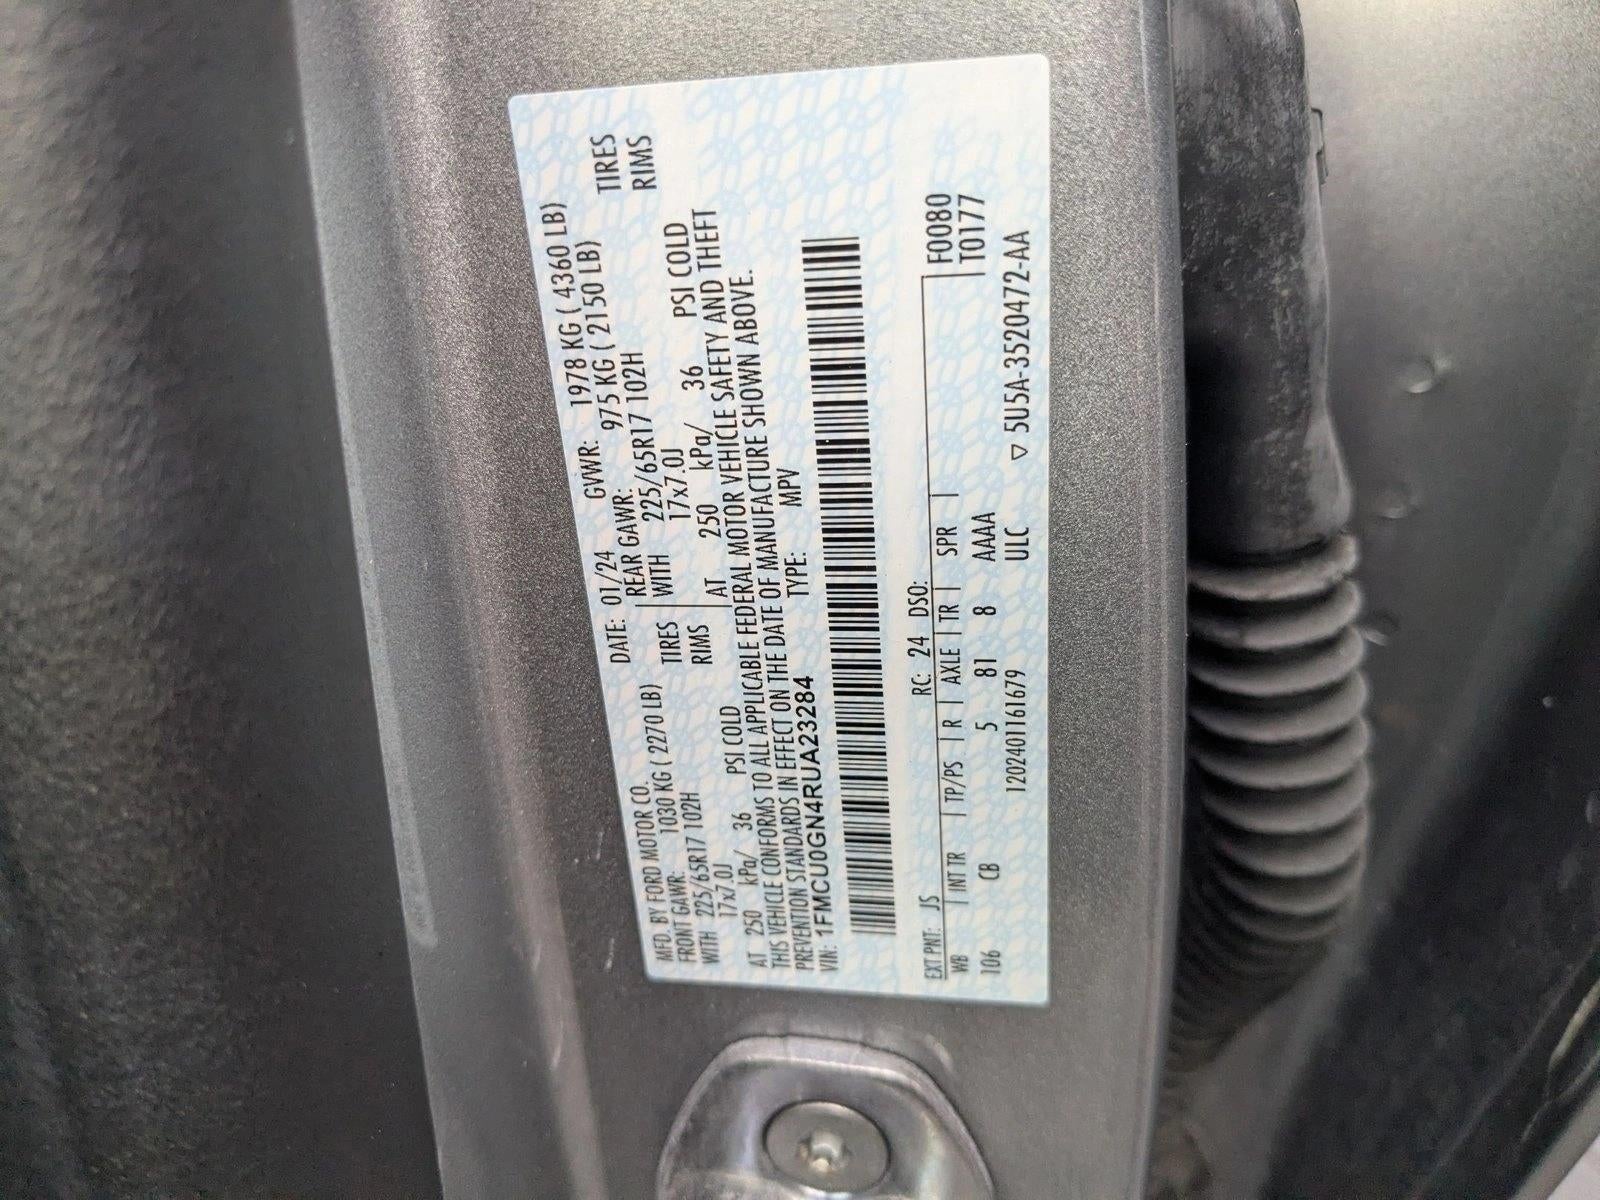 MFD. BY FORD MOTOR CO. DATE: 01/24 GVWR: 1978 KG ( 4360 LB)
FRONT GAWR: 1030 KG ( 2270 LB) REAR GAWR: 975 KG ( 2150 LB)
WITH 225/65R17 102H TIRES WITH 225/65R17 102H TIRES
17x7.0J RIMS 17x7.0J RIMS
AT 250 kPa/ 36 PSI COLD AT 250 kPa/ 36 PSI COLD
THIS VEHICLE CONFORMS TO ALL APPLICABLE FEDERAL MOTOR VEHICLE SAFETY AND THEFT
PREVENTION STANDARDS IN EFFECT ON THE DATE OF MANUFACTURE SHOWN ABOVE.
VIN: 1FMCU0GN4RUA23284 TYPE: MPV
EXT PNT: JS RC: 24 DSO: F0080
WB INT TR TP/PS R AXLE TR SPR T0177
106 CB 5 81 8 AAAA
120240116​1679 ULC ▽ 5U5A-3520472-AA